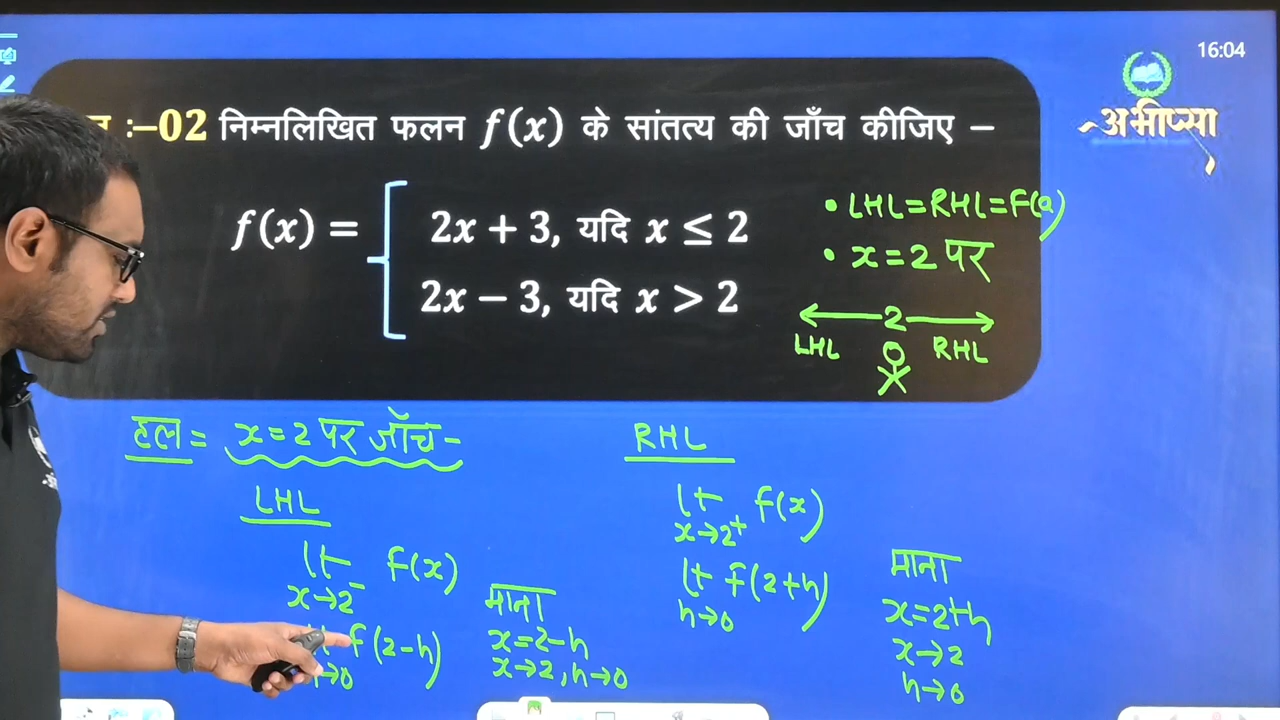 16:04
अभीप्सा
:-02 निम्नलिखित फलन f(x) के सांतत्य की जाँच कीजिए –
f(x) = { 2x + 3, यदि x ≤ 2
2x − 3, यदि x > 2
• LHL=RHL=F(a)
• x=2 पर
2
LHL RHL
हल= x=2 पर जाँच-
LHL
lt f(x)
x→2⁻
f(2-h)
→0
माना
x=2-h
x→2, h→0
RHL
lt f(x)
x→2⁺
lt f(2+h)
h→0
माना
x=2+h
x→2
h→0